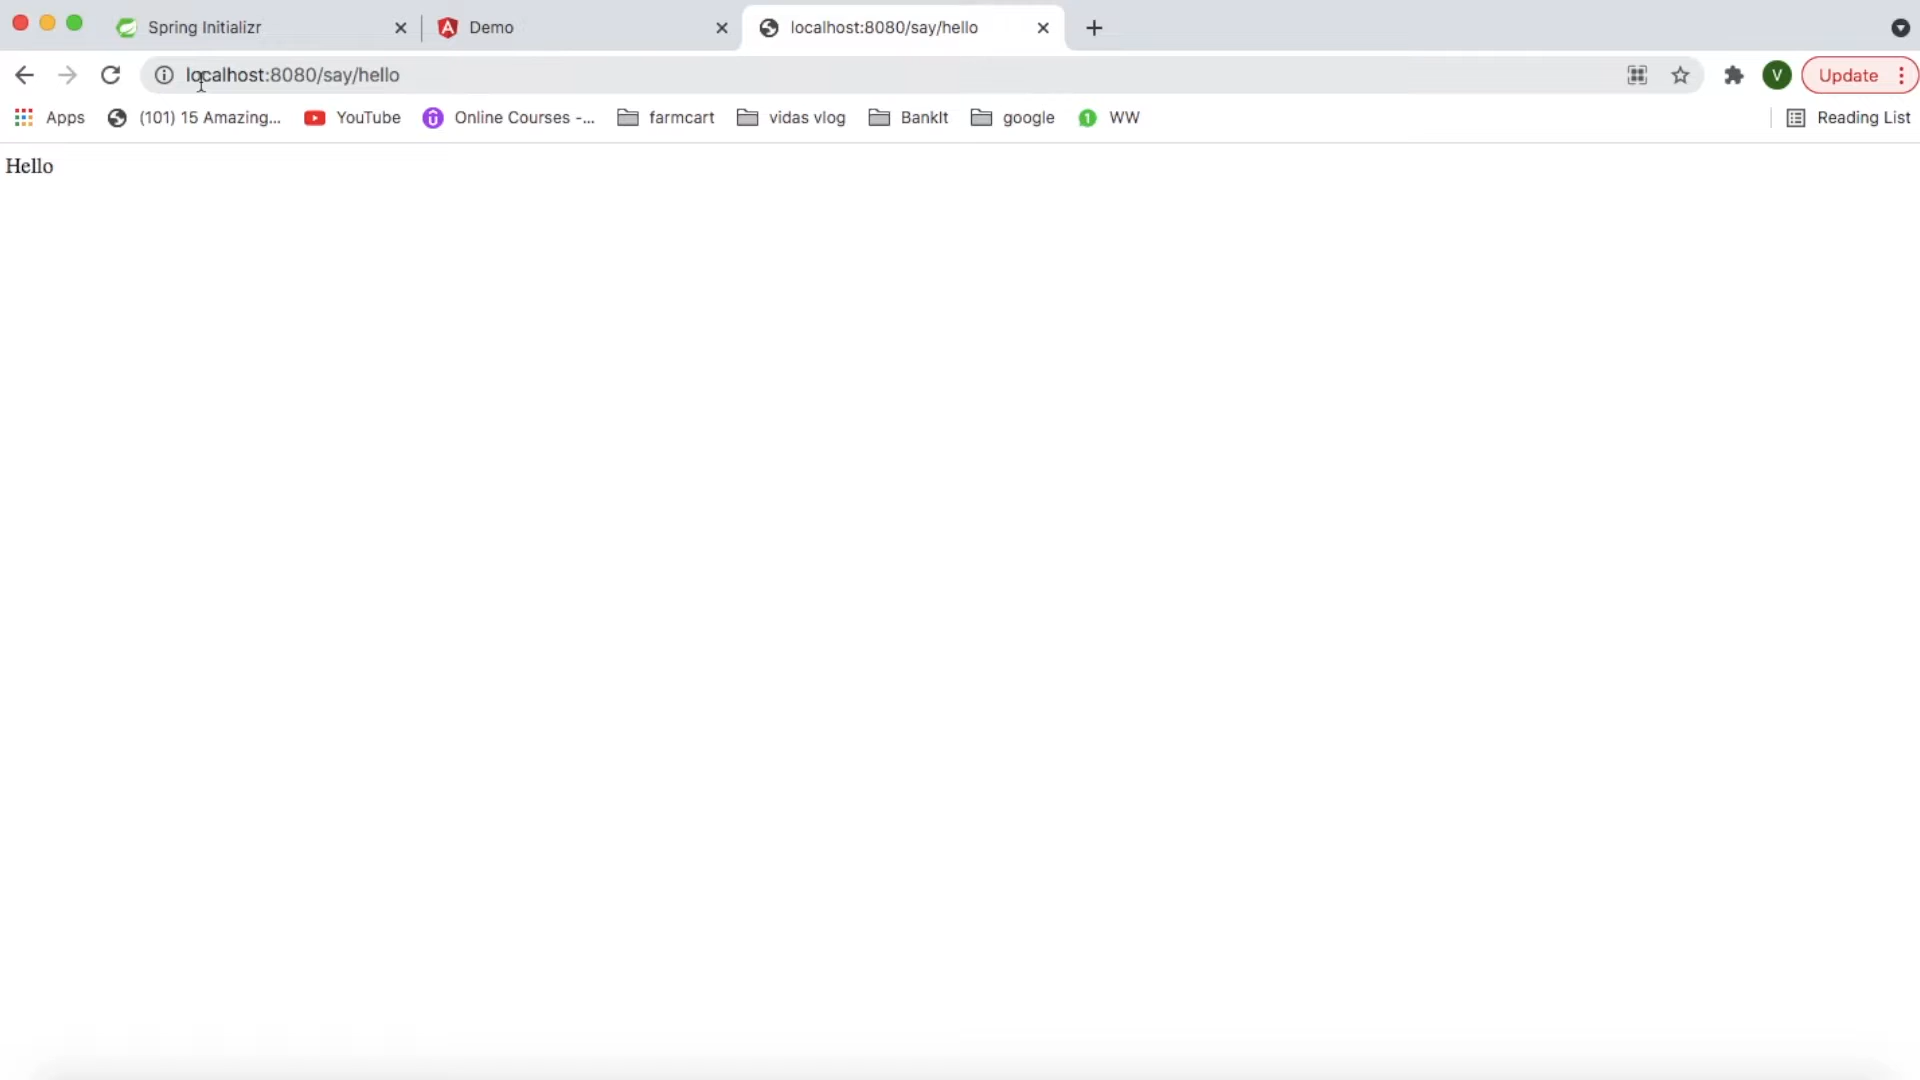 Spring Initializr
Demo
localhost:8080/say/hello
localhost:8080/say/hello
V
Update
Apps
(101) 15 Amazing...
YouTube
Online Courses -...
farmcart
vidas vlog
BankIt
google
1
WW
Reading List
Hello